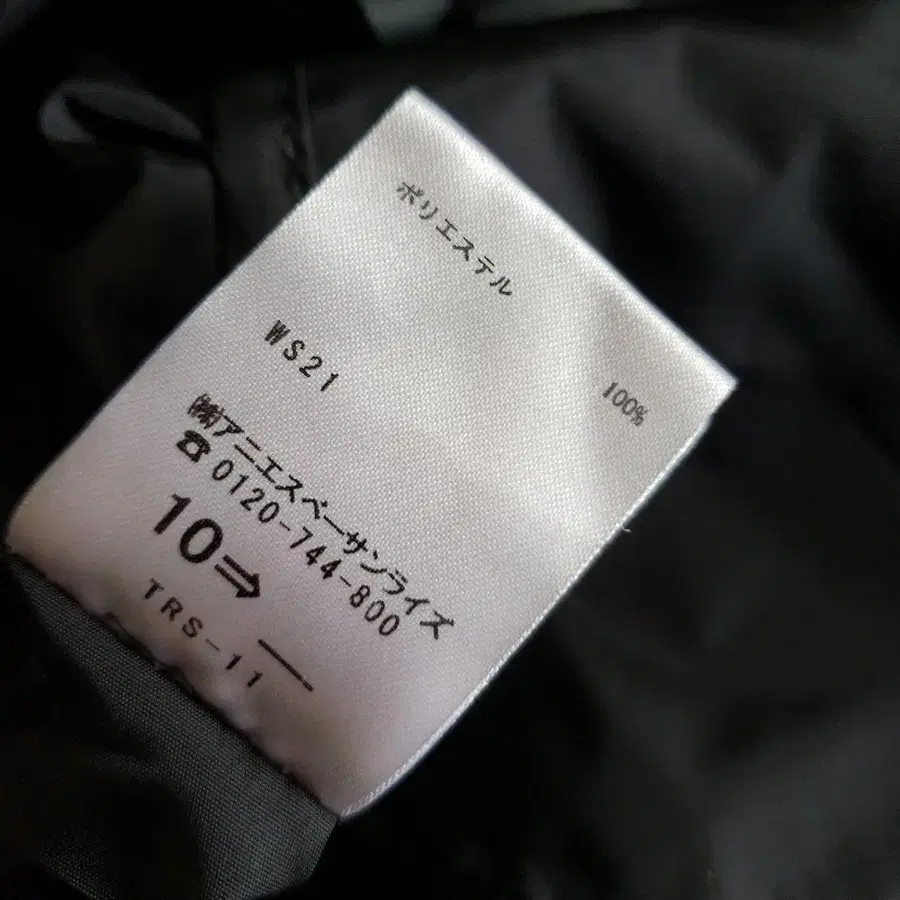 ポリエステル 100%
WS21
㈱アニエスベーサンライズ
☎0120-744-800
10⇒
TRS-11